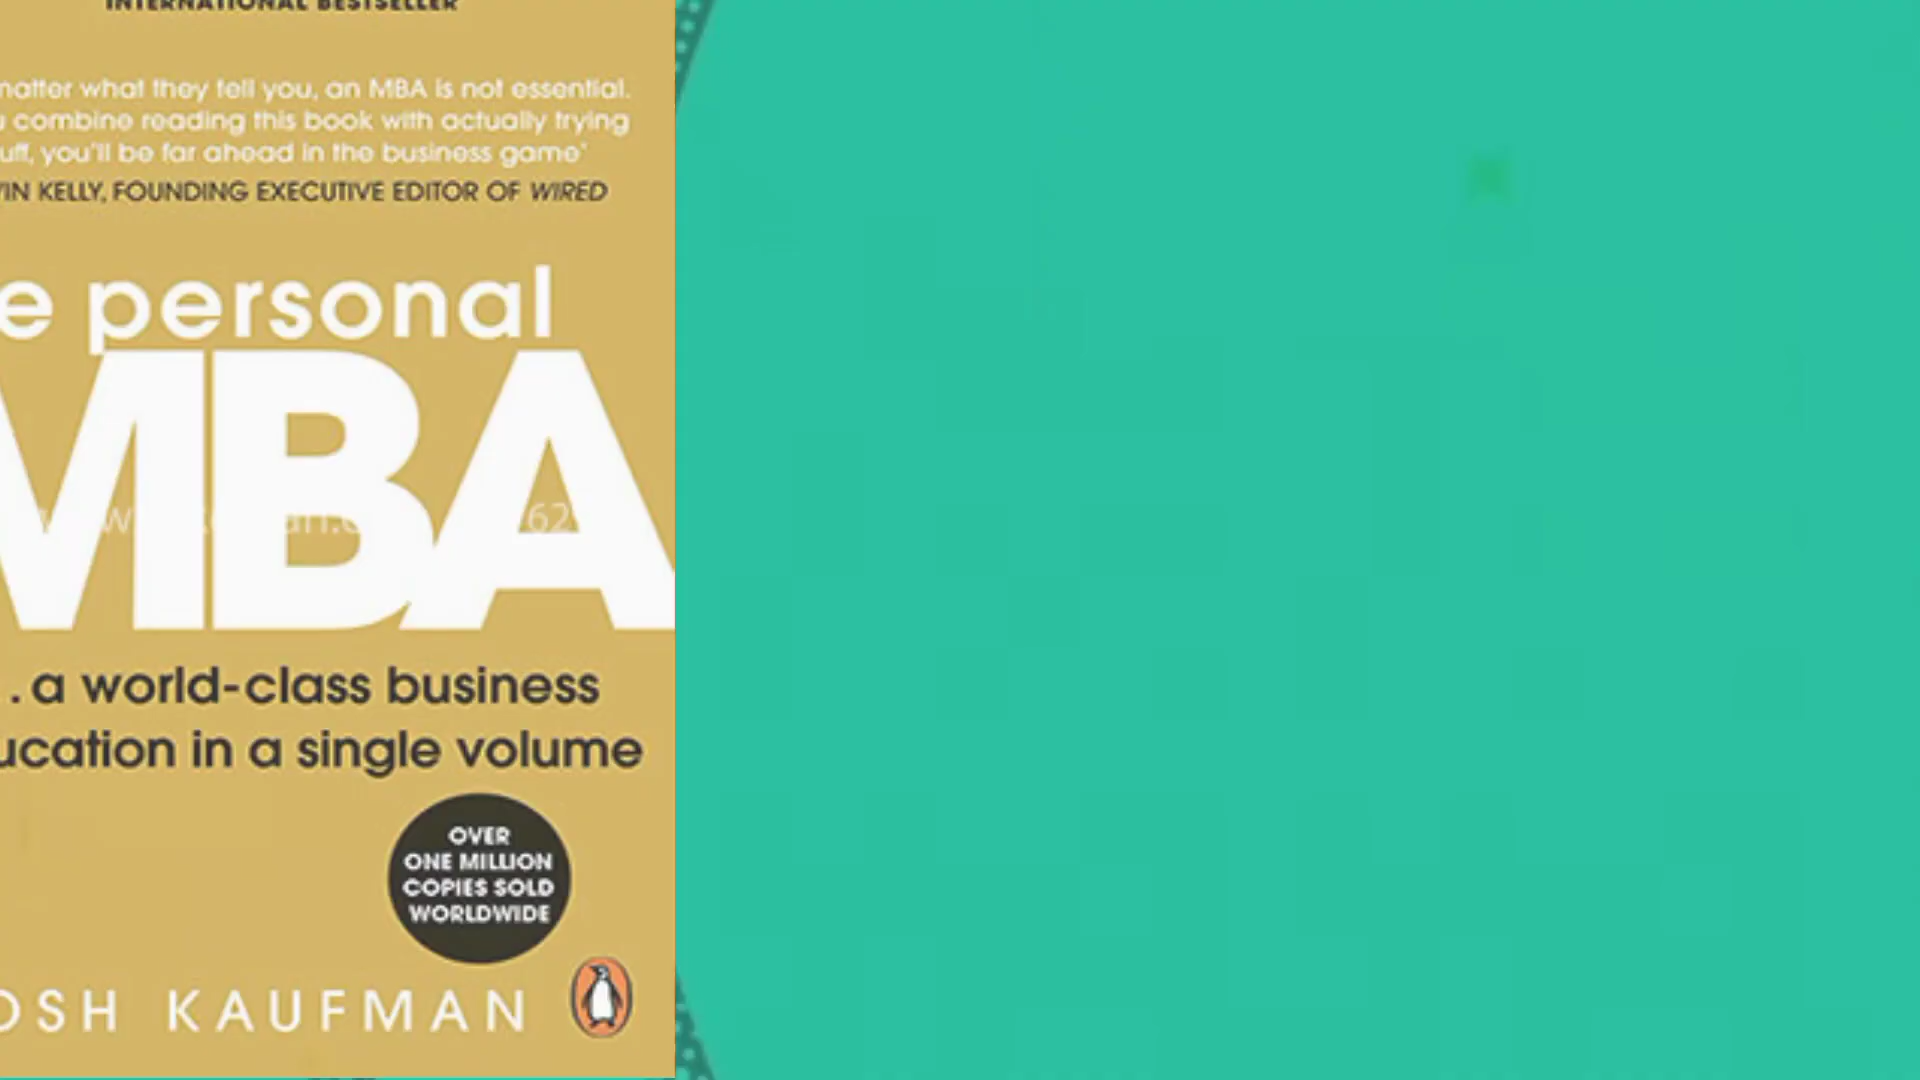 INTERNATIONAL BESTSELLER
matter what they tell you, an MBA is not essential.
combine reading this book with actually trying
you'll be far ahead in the business game'
KELLY, FOUNDING EXECUTIVE EDITOR OF WIRED
e personal
MBA
. a world-class business
ucation in a single volume
OVER
ONE MILLION
COPIES SOLD
WORLDWIDE
OSH KAUFMAN